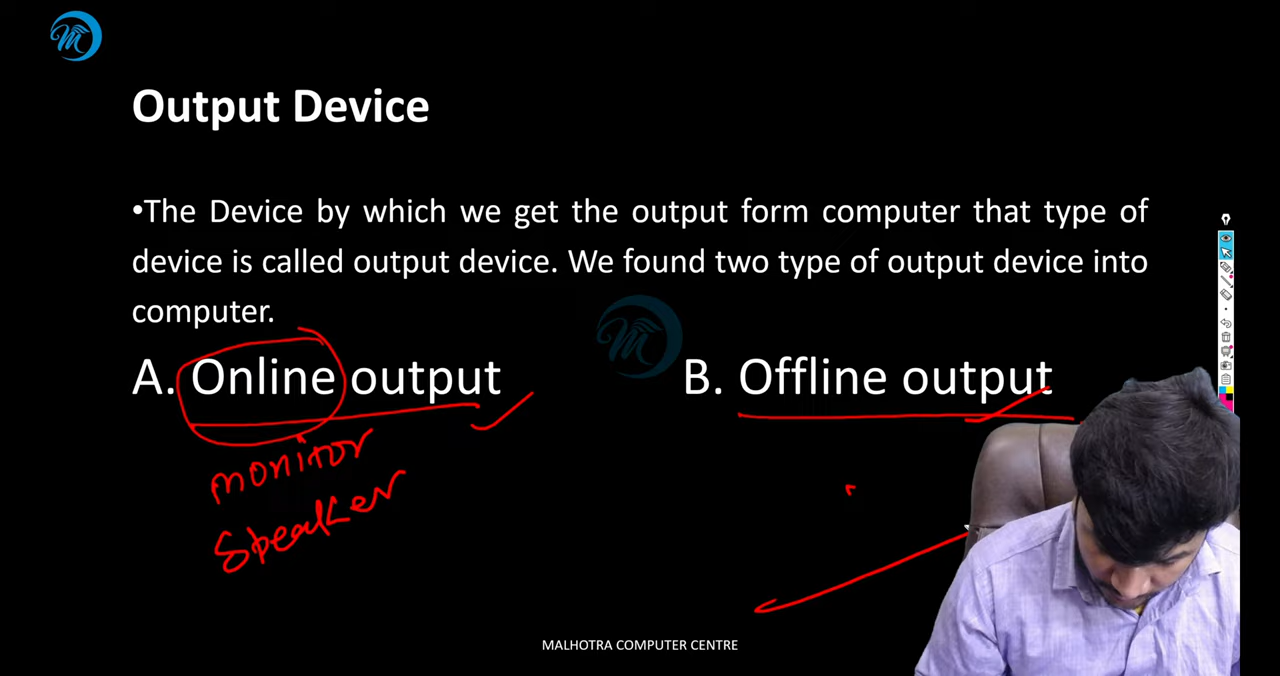 Output Device
•The Device by which we get the output form computer that type of
device is called output device. We found two type of output device into
computer.
A. Online output
B. Offline output
monitor
Speaker
MALHOTRA COMPUTER CENTRE